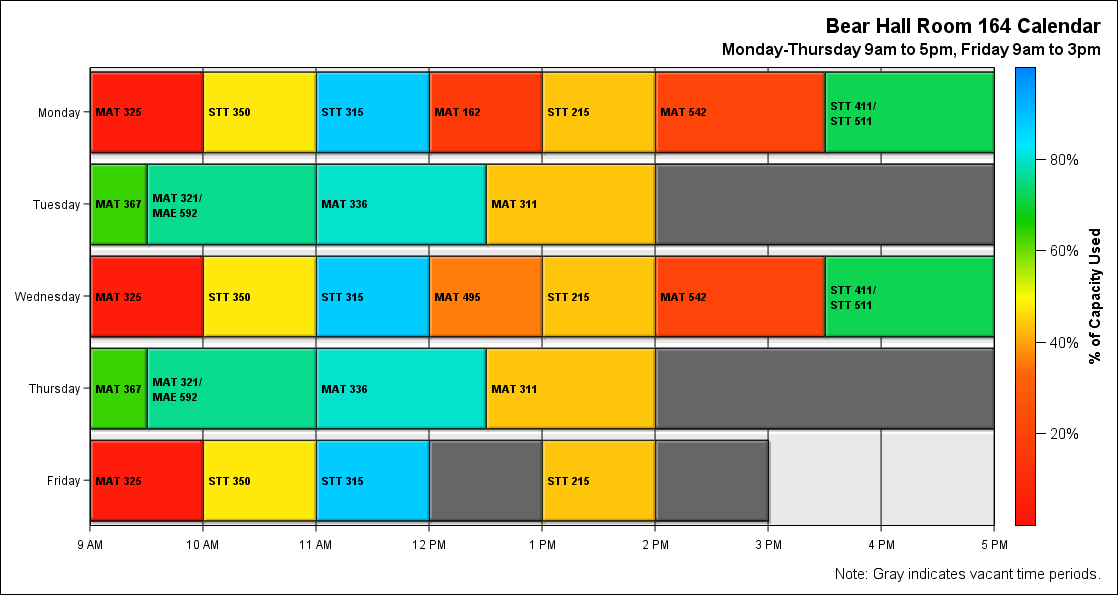 Bear Hall Room 164 Calendar
Monday-Thursday 9am to 5pm, Friday 9am to 3pm
Monday
MAT 325
STT 350
STT 315
MAT 162
STT 215
MAT 542
STT 411/
STT 511
Tuesday
MAT 367
MAT 321/
MAE 592
MAT 336
MAT 311
Wednesday
MAT 325
STT 350
STT 315
MAT 495
STT 215
MAT 542
STT 411/
STT 511
Thursday
MAT 367
MAT 321/
MAE 592
MAT 336
MAT 311
Friday
MAT 325
STT 350
STT 315
STT 215
9 AM
10 AM
11 AM
12 PM
1 PM
2 PM
3 PM
4 PM
5 PM
80%
60%
40%
20%
% of Capacity Used
Note: Gray indicates vacant time periods.